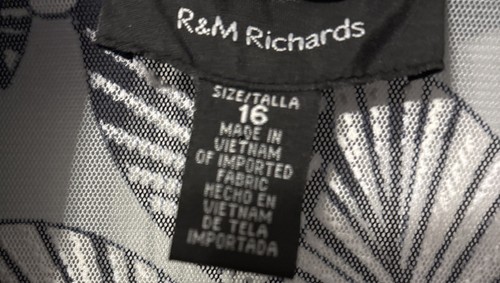 R&M Richards
SIZE/TALLA
16
MADE IN
VIETNAM
OF IMPORTED
FABRIC
HECHO EN
VIETNAM
DE TELA
IMPORTADA